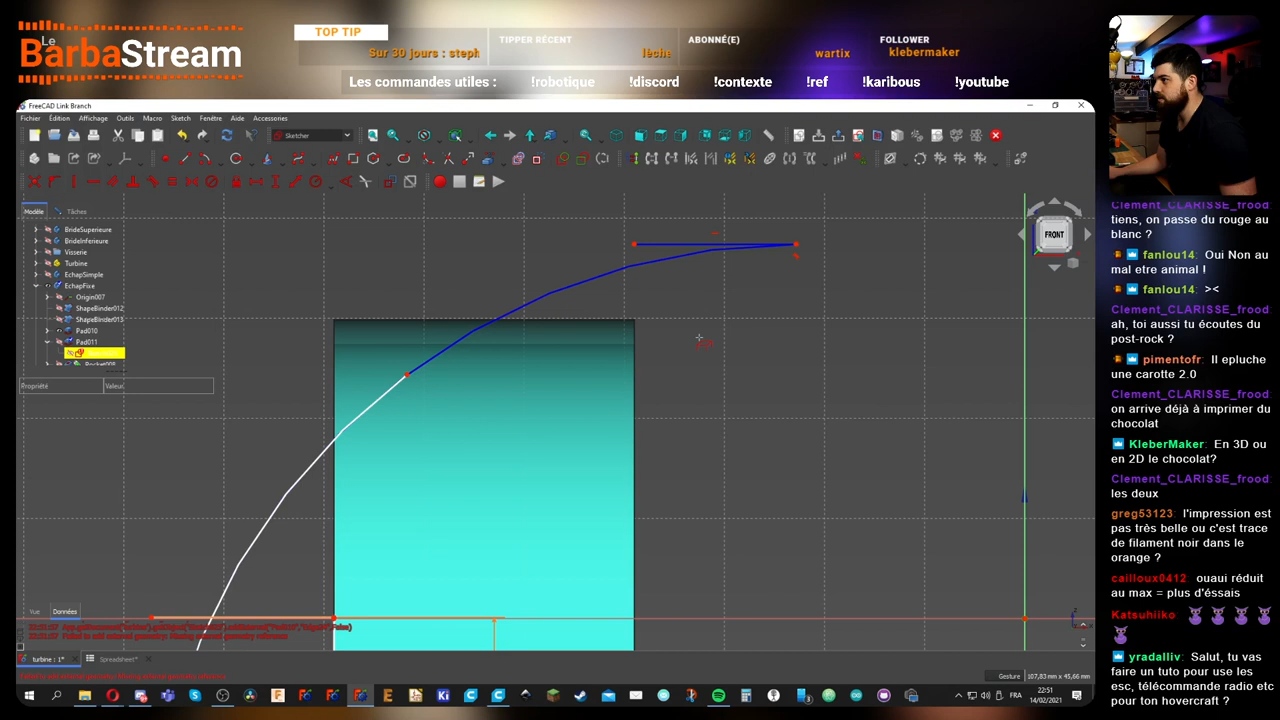 Le
BarbaStream
TOP TIP
Sur 30 jours : steph
TIPPER RÉCENT
lèche
ABONNÉ(E)
wartix
FOLLOWER
klebermaker
Les commandes utiles : !robotique !discord !contexte !ref !karibous !youtube
FreeCAD Link Branch
Fichier Édition Affichage Outils Macro Sketch Fenêtre Aide Accessoires
Sketcher
Modèle Tâches
BrideSuperieure
BrideInferieure
Visserie
Turbine
EchapSimple
EchapFixe
Origin007
ShapeBinder012
ShapeBinder013
Pad010
Pad011
Propriété Valeur
Vue Données
turbine : 1*
Spreadsheet*
FRONT
Gesture 107,83 mm x 45,66 mm
FR
22:51
14/02/2021
Clement_CLARISSE_frood:
tiens, on passe du rouge au
blanc ?
fanlou14: Oui Non au
mal etre animal !
fanlou14: ><
Clement_CLARISSE_frood:
ah, toi aussi tu écoutes du
post-rock ?
pimentofr: Il epluche
une carotte 2.0
Clement_CLARISSE_frood:
on arrive déjà à imprimer du
chocolat
KleberMaker: En 3D ou
en 2D le chocolat?
Clement_CLARISSE_frood:
les deux
greg53123: l'impression est
pas très belle ou c'est trace
de filament noir dans le
orange ?
cailloux0412: ouaui réduit
au max = plus d'éssais
Katsuhiiko:
yradalliv: Salut, tu vas
faire un tuto pour use les
esc, télécommande radio etc
pour ton hovercraft ?